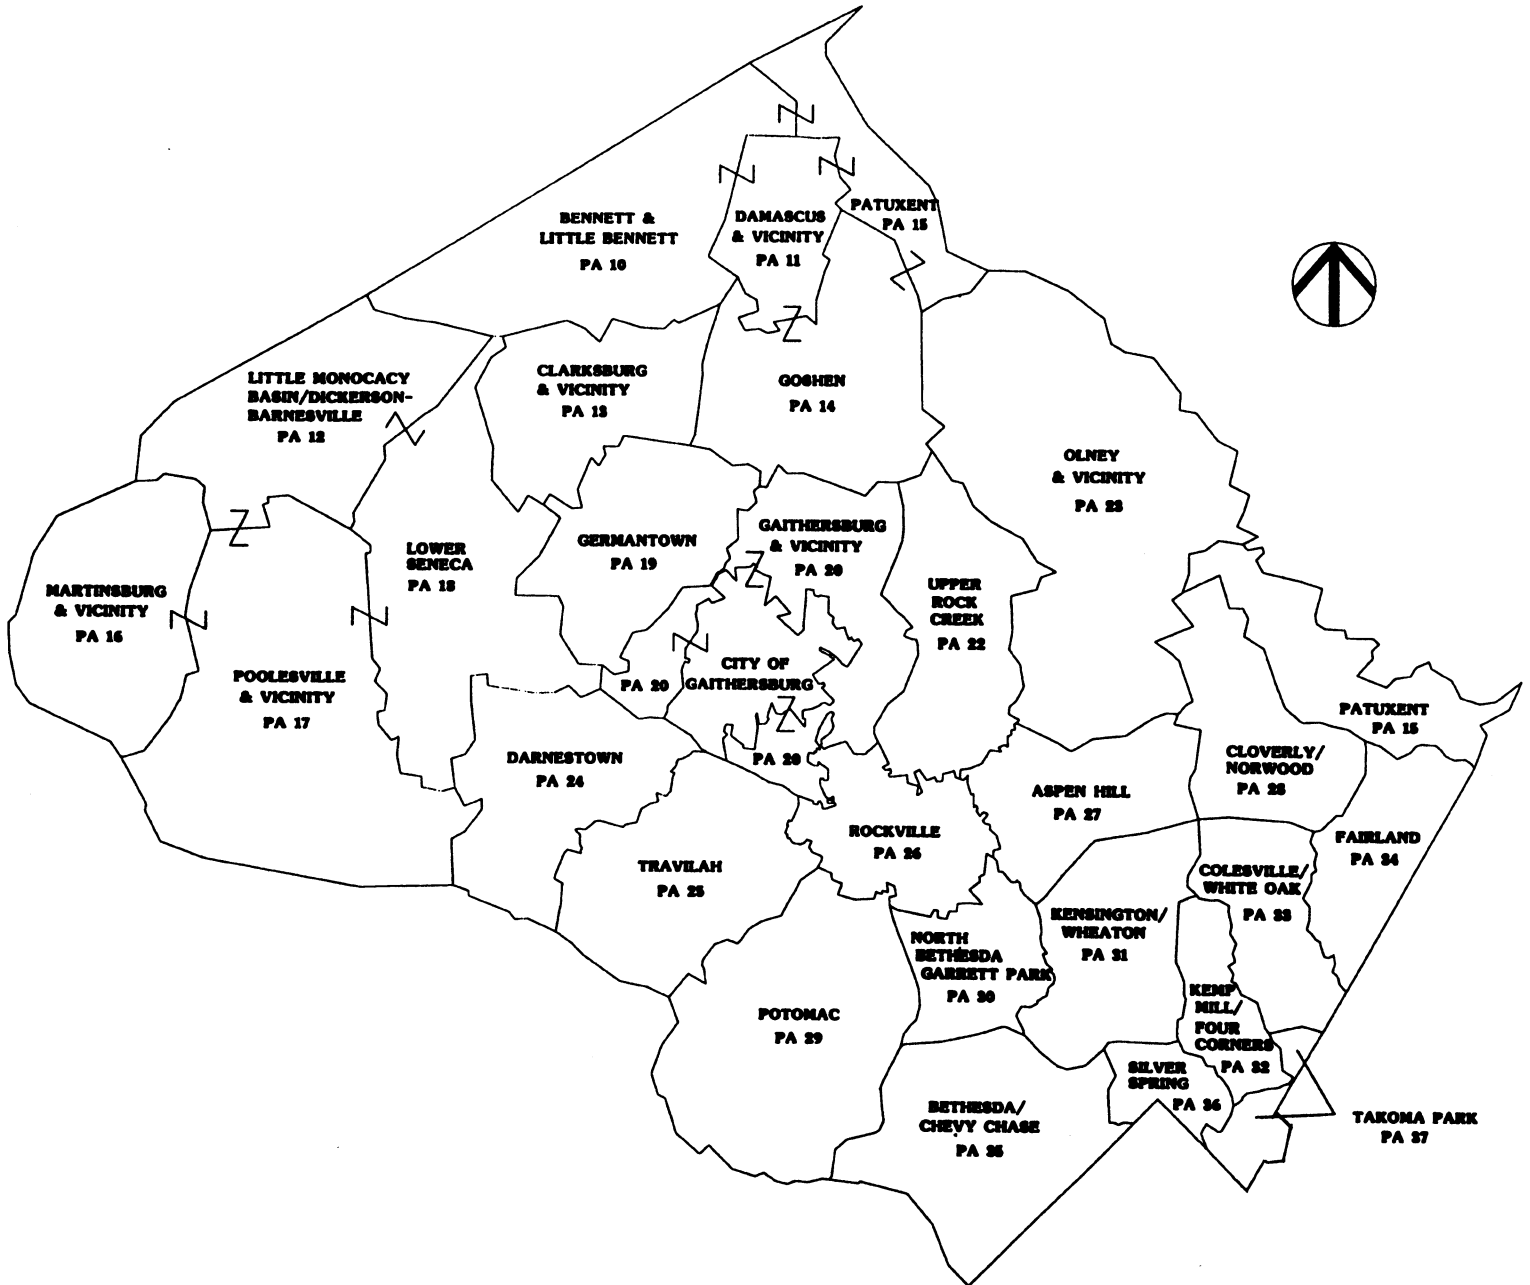 BENNETT &
LITTLE BENNETT
PA 10
DAMASCUS
& VICINITY
PA 11
PATUXENT
PA 15
LITTLE MONOCACY
BASIN/DICKERSON-
BARNESVILLE
PA 12
CLARKSBURG
& VICINITY
PA 13
GOSHEN
PA 14
OLNEY
& VICINITY
PA 23
MARTINSBURG
& VICINITY
PA 16
POOLESVILLE
& VICINITY
PA 17
LOWER
SENECA
PA 18
GERMANTOWN
PA 19
GAITHERSBURG
& VICINITY
PA 20
UPPER
ROCK
CREEK
PA 22
CITY OF
GAITHERSBURG
PA 20
PA 20
PATUXENT
PA 15
DARNESTOWN
PA 24
CLOVERLY/
NORWOOD
PA 28
ASPEN HILL
PA 27
TRAVILAH
PA 25
ROCKVILLE
PA 26
FAIRLAND
PA 34
COLESVILLE/
WHITE OAK
PA 33
KENSINGTON/
WHEATON
PA 31
NORTH
BETHESDA
GARRETT PARK
PA 30
POTOMAC
PA 29
KEMP
MILL/
FOUR
CORNERS
PA 32
SILVER
SPRING
PA 36
BETHESDA/
CHEVY CHASE
PA 35
TAKOMA PARK
PA 37